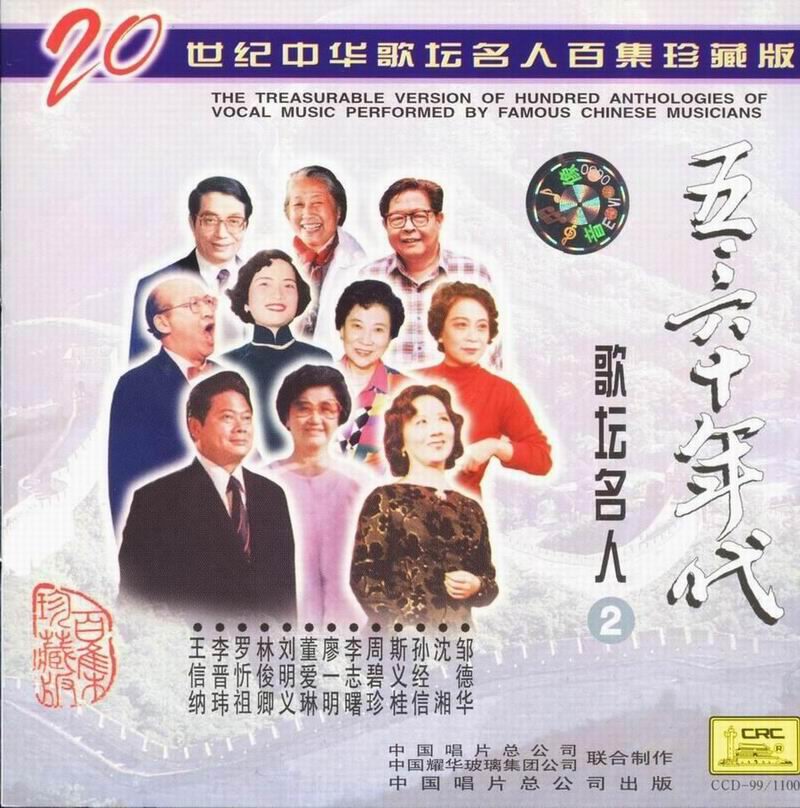 20
世纪中华歌坛名人百集珍藏版
THE TREASURABLE VERSION OF HUNDRED ANTHOLOGIES OF
VOCAL MUSIC PERFORMED BY FAMOUS CHINESE MUSICIANS
五·六十年代
歌坛名人
2
•邹德华
•沈湘
•孙经信
•斯义桂
•周碧珍
•李志曙
•廖一明
•董爱琳
•刘明义
•林俊卿
•罗忻祖
•李晋玮
•王信纳
百集
珍藏版
中国唱片总公司
中国耀华玻璃集团公司
联合制作
中国唱片总公司出版
CRC
®
CCD-99/1100